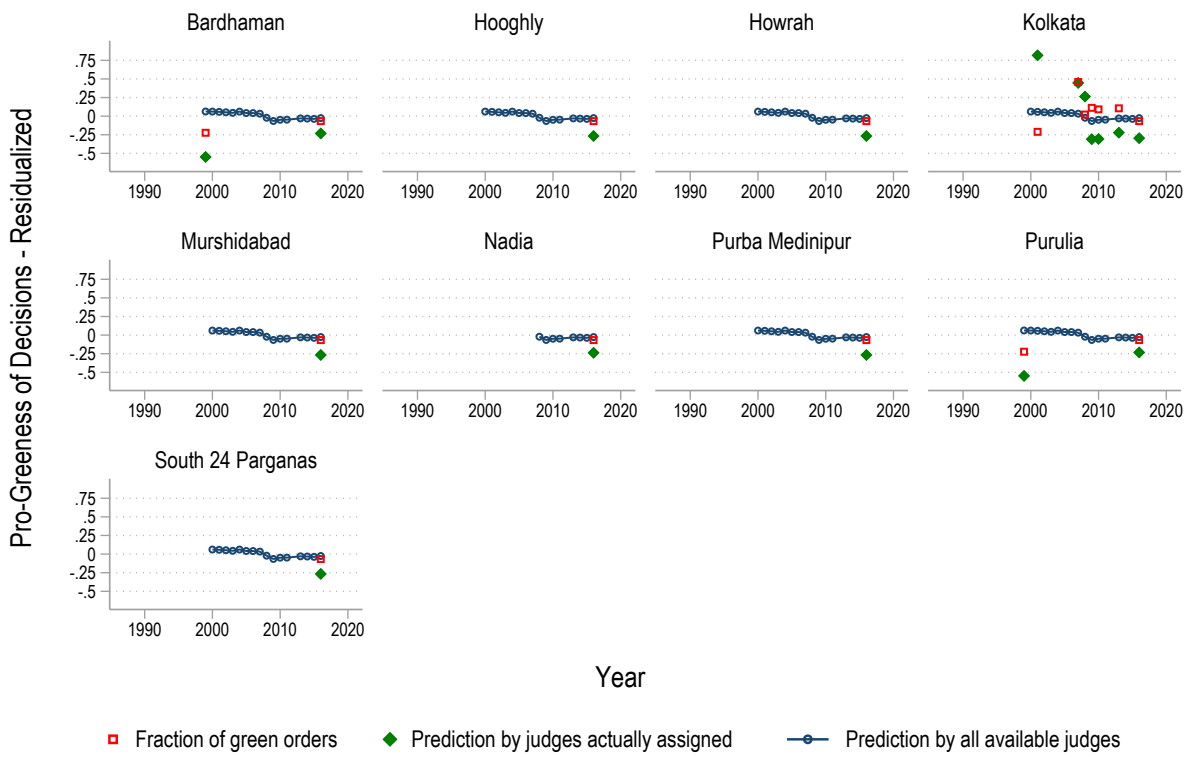 Bardhaman Hooghly Howrah Kolkata
.75
.5
.25
0
-.25
-.5
1990 2000 2010 2020 1990 2000 2010 2020 1990 2000 2010 2020 1990 2000 2010 2020
Murshidabad Nadia Purba Medinipur Purulia
.75
.5
.25
0
-.25
-.5
1990 2000 2010 2020 1990 2000 2010 2020 1990 2000 2010 2020 1990 2000 2010 2020
South 24 Parganas
.75
.5
.25
0
-.25
-.5
1990 2000 2010 2020
Pro-Greeness of Decisions - Residualized
Year
Fraction of green orders Prediction by judges actually assigned Prediction by all available judges